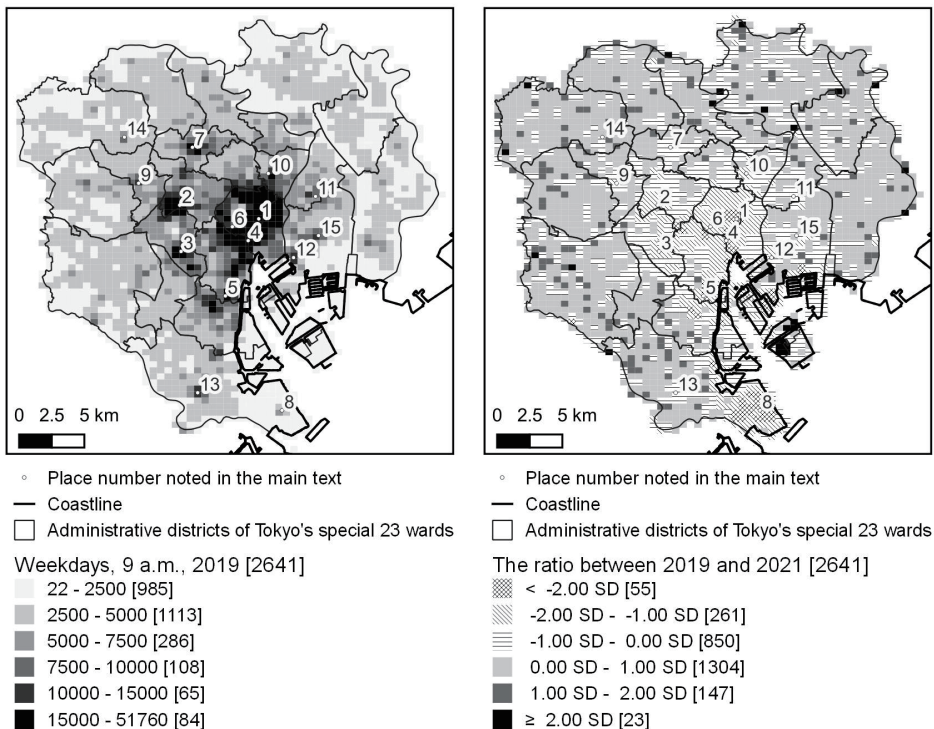 14
7
9
10
2
11
6
1
4
15
3
12
5
13
8
0 2.5 5 km
Place number noted in the main text
Coastline
Administrative districts of Tokyo's special 23 wards
Weekdays, 9 a.m., 2019 [2641]
22 - 2500 [985]
2500 - 5000 [1113]
5000 - 7500 [286]
7500 - 10000 [108]
10000 - 15000 [65]
15000 - 51760 [84]
14
7
9
10
2
11
6
1
4
15
3
12
5
13
8
0 2.5 5 km
Place number noted in the main text
Coastline
Administrative districts of Tokyo's special 23 wards
The ratio between 2019 and 2021 [2641]
< -2.00 SD [55]
-2.00 SD - -1.00 SD [261]
-1.00 SD - 0.00 SD [850]
0.00 SD - 1.00 SD [1304]
1.00 SD - 2.00 SD [147]
≥ 2.00 SD [23]